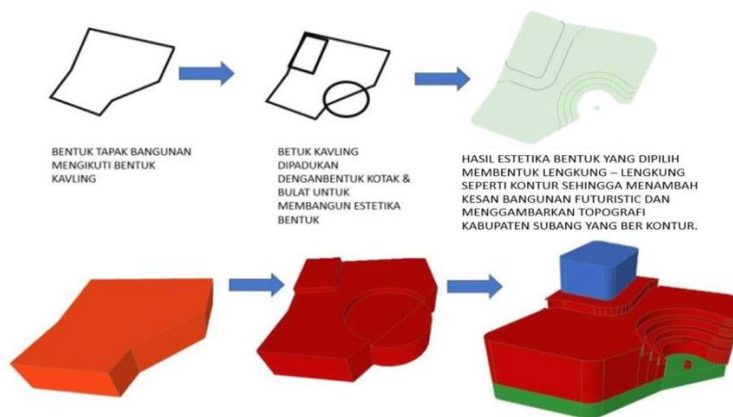 BENTUK TAPAK BANGUNAN
MENGIKUTI BENTUK
KAVLING
BETUK KAVLING
DIPADUKAN
DENGANBENTUK KOTAK &
BULAT UNTUK
MEMBANGUN ESTETIKA
BENTUK
HASIL ESTETIKA BENTUK YANG DIPILIH
MEMBENTUK LENGKUNG – LENGKUNG
SEPERTI KONTUR SEHINGGA MENAMBAH
KESAN BANGUNAN FUTURISTIC DAN
MENGGAMBARKAN TOPOGRAFI
KABUPATEN SUBANG YANG BER KONTUR.